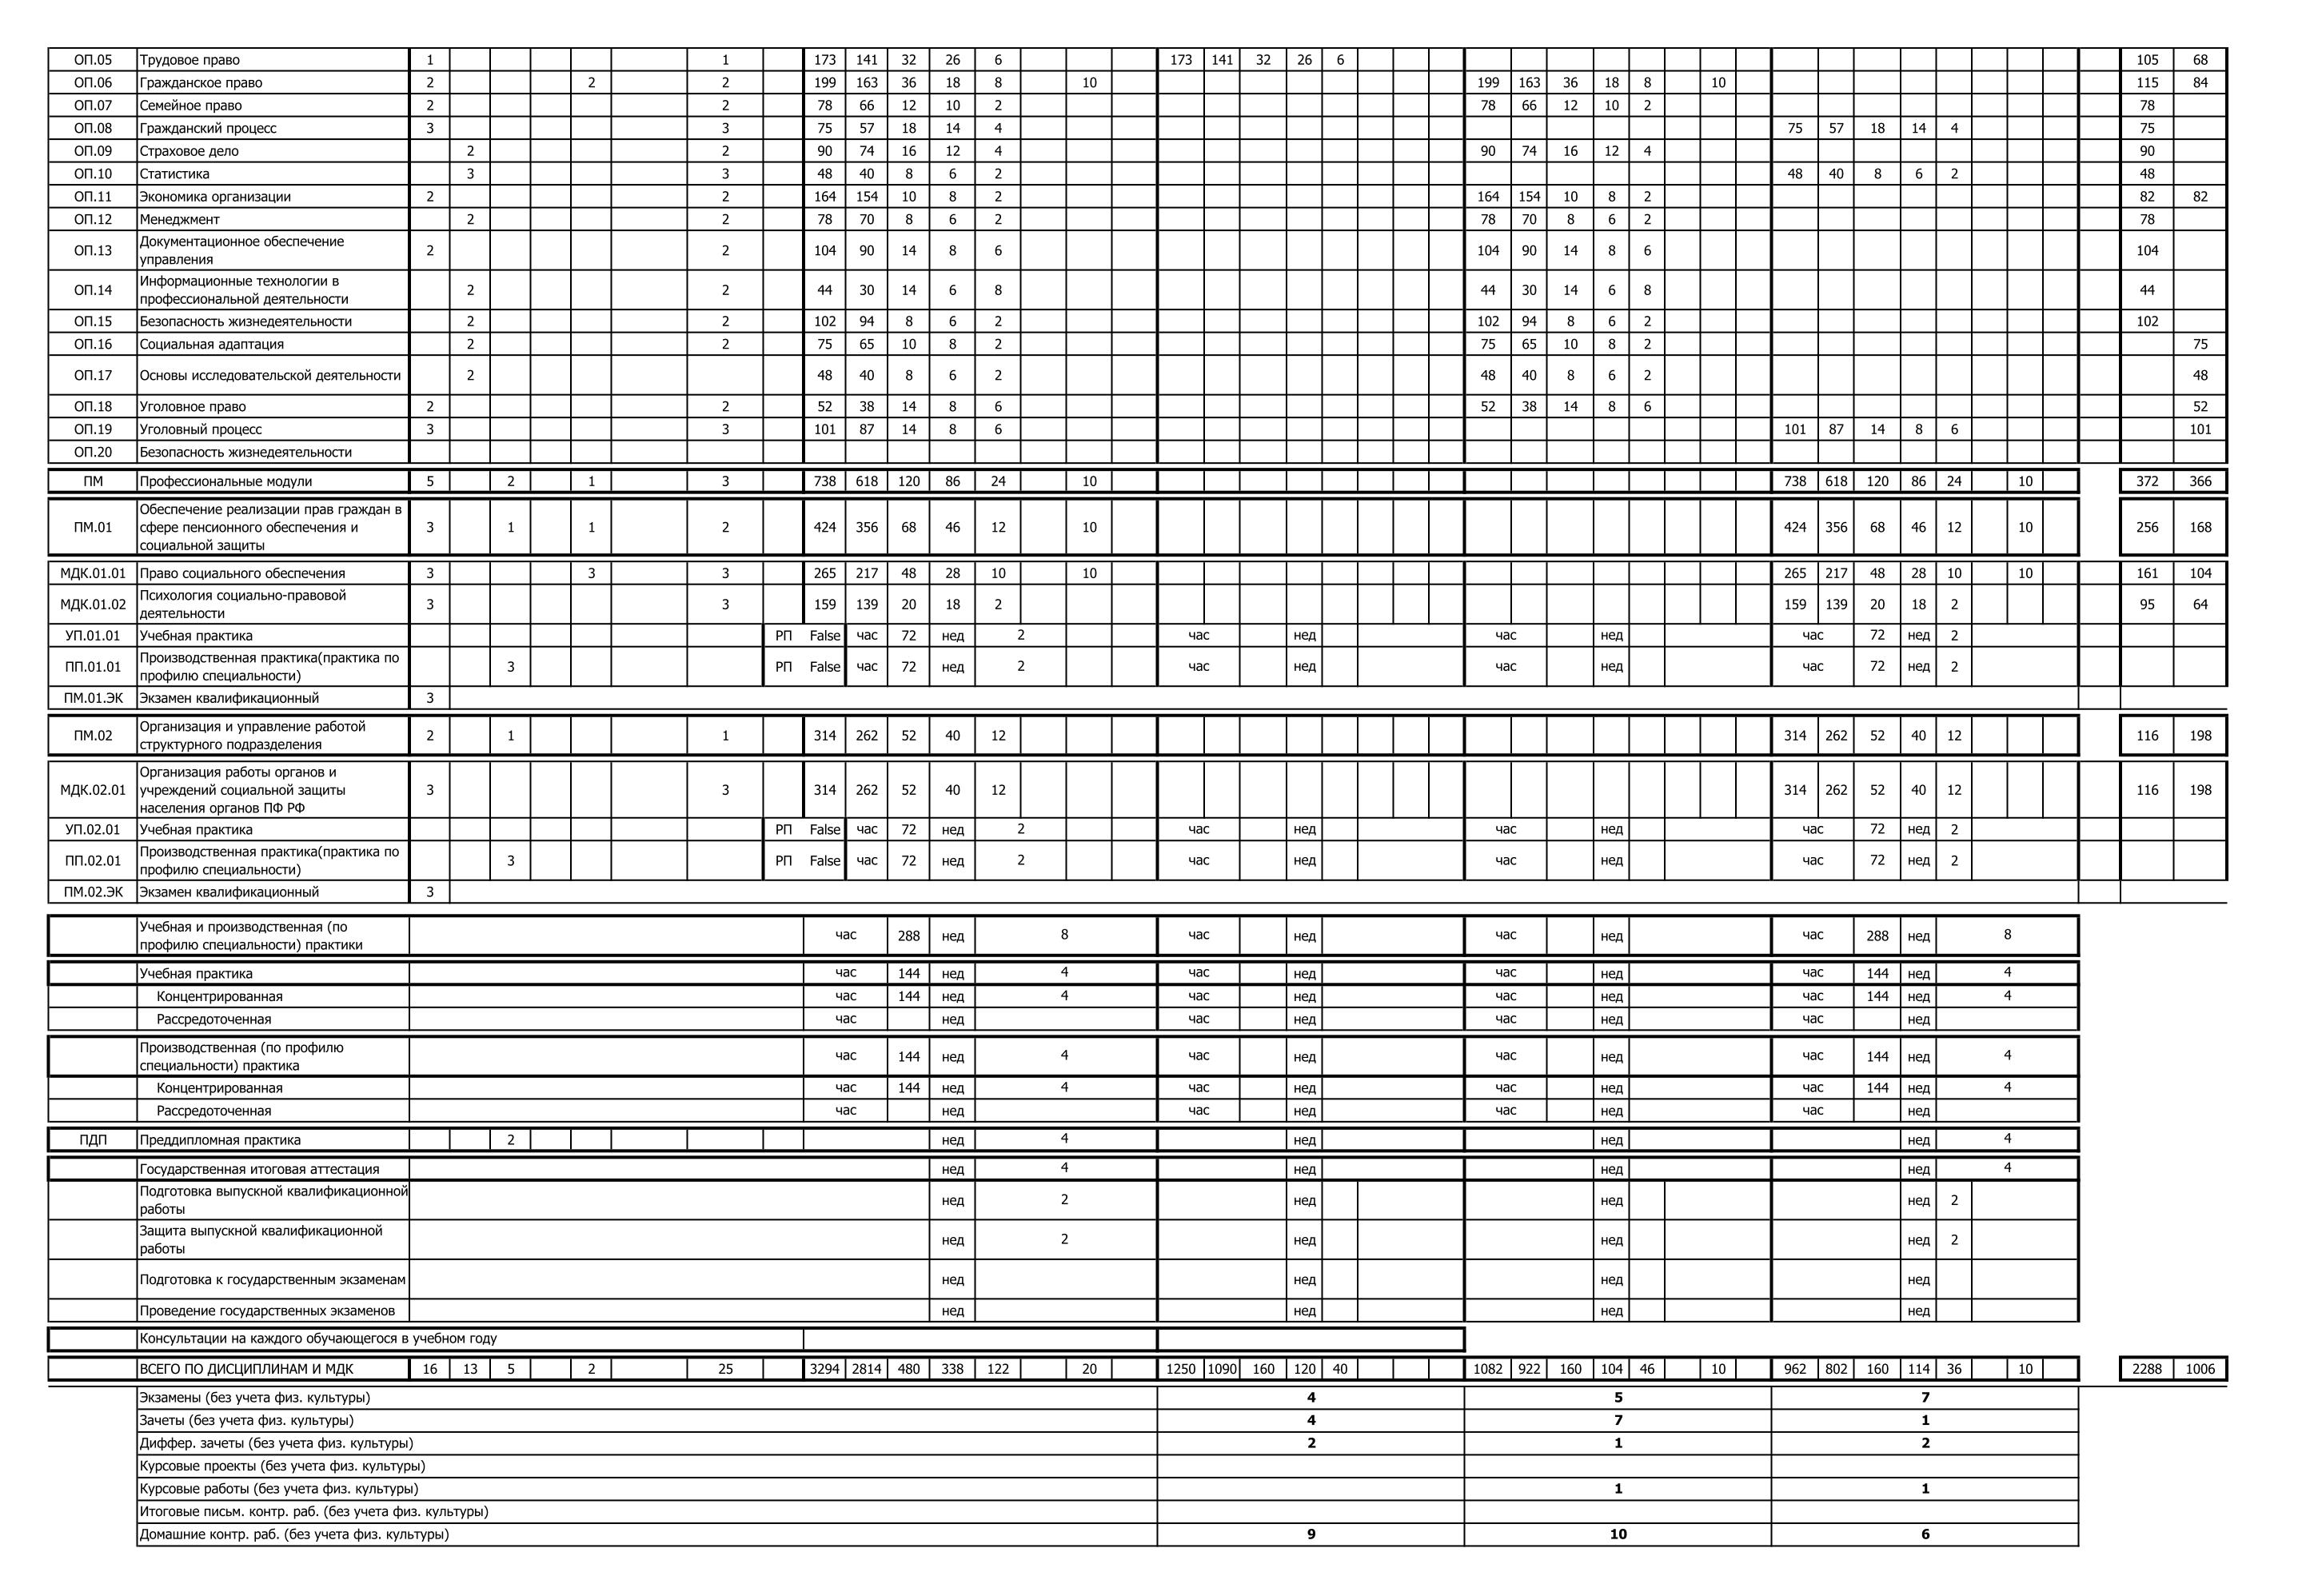 ОП.05 Трудовое право 1 1 173 141 32 26 6 173 141 32 26 6 105 68
ОП.06 Гражданское право 2 2 2 199 163 36 18 8 10 199 163 36 18 8 10 115 84
ОП.07 Семейное право 2 2 78 66 12 10 2 78 66 12 10 2 78
ОП.08 Гражданский процесс 3 3 75 57 18 14 4 75 57 18 14 4 75
ОП.09 Страховое дело 2 2 90 74 16 12 4 90 74 16 12 4 90
ОП.10 Статистика 3 3 48 40 8 6 2 48 40 8 6 2 48
ОП.11 Экономика организации 2 2 164 154 10 8 2 164 154 10 8 2 82 82
ОП.12 Менеджмент 2 2 78 70 8 6 2 78 70 8 6 2 78
ОП.13 Документационное обеспечение
управления 2 2 104 90 14 8 6 104 90 14 8 6 104
ОП.14 Информационные технологии в
профессиональной деятельности 2 2 44 30 14 6 8 44 30 14 6 8 44
ОП.15 Безопасность жизнедеятельности 2 2 102 94 8 6 2 102 94 8 6 2 102
ОП.16 Социальная адаптация 2 2 75 65 10 8 2 75 65 10 8 2 75
ОП.17 Основы исследовательской деятельности 2 48 40 8 6 2 48 40 8 6 2 48
ОП.18 Уголовное право 2 2 52 38 14 8 6 52 38 14 8 6 52
ОП.19 Уголовный процесс 3 3 101 87 14 8 6 101 87 14 8 6 101
ОП.20 Безопасность жизнедеятельности
ПМ Профессиональные модули 5 2 1 3 738 618 120 86 24 10 738 618 120 86 24 10 372 366
ПМ.01 Обеспечение реализации прав граждан в
сфере пенсионного обеспечения и
социальной защиты 3 1 1 2 424 356 68 46 12 10 424 356 68 46 12 10 256 168
МДК.01.01 Право социального обеспечения 3 3 3 265 217 48 28 10 10 265 217 48 28 10 10 161 104
МДК.01.02 Психология социально-правовой
деятельности 3 3 159 139 20 18 2 159 139 20 18 2 95 64
УП.01.01 Учебная практика РП False час 72 нед 2 час нед час нед час 72 нед 2
ПП.01.01 Производственная практика(практика по
профилю специальности) 3 РП False час 72 нед 2 час нед час нед час 72 нед 2
ПМ.01.ЭК Экзамен квалификационный 3
ПМ.02 Организация и управление работой
структурного подразделения 2 1 1 314 262 52 40 12 314 262 52 40 12 116 198
МДК.02.01 Организация работы органов и
учреждений социальной защиты
населения органов ПФ РФ 3 3 314 262 52 40 12 314 262 52 40 12 116 198
УП.02.01 Учебная практика РП False час 72 нед 2 час нед час нед час 72 нед 2
ПП.02.01 Производственная практика(практика по
профилю специальности) 3 РП False час 72 нед 2 час нед час нед час 72 нед 2
ПМ.02.ЭК Экзамен квалификационный 3
Учебная и производственная (по
профилю специальности) практики час 288 нед 8 час нед час нед час 288 нед 8
Учебная практика час 144 нед 4 час нед час нед час 144 нед 4
Концентрированная час 144 нед 4 час нед час нед час 144 нед 4
Рассредоточенная час нед час нед час нед час нед
Производственная (по профилю
специальности) практика час 144 нед 4 час нед час нед час 144 нед 4
Концентрированная час 144 нед 4 час нед час нед час 144 нед 4
Рассредоточенная час нед час нед час нед час нед
ПДП Преддипломная практика 2 нед 4 нед нед нед 4
Государственная итоговая аттестация нед 4 нед нед нед 4
Подготовка выпускной квалификационной
работы нед 2 нед нед нед 2
Защита выпускной квалификационной
работы нед 2 нед нед нед 2
Подготовка к государственным экзаменам нед нед нед нед
Проведение государственных экзаменов нед нед нед нед
Консультации на каждого обучающегося в учебном году
ВСЕГО ПО ДИСЦИПЛИНАМ И МДК 16 13 5 2 25 3294 2814 480 338 122 20 1250 1090 160 120 40 1082 922 160 104 46 10 962 802 160 114 36 10 2288 1006
Экзамены (без учета физ. культуры) 4 5 7
Зачеты (без учета физ. культуры) 4 7 1
Диффер. зачеты (без учета физ. культуры) 2 1 2
Курсовые проекты (без учета физ. культуры)
Курсовые работы (без учета физ. культуры) 1 1
Итоговые письм. контр. раб. (без учета физ. культуры)
Домашние контр. раб. (без учета физ. культуры) 9 10 6